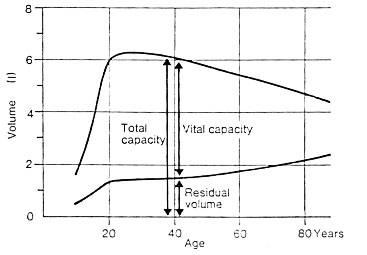 8
6
4
2
0
Volume (l)
Total
capacity
Vital capacity
Residual
volume
20
40
60
80 Years
Age